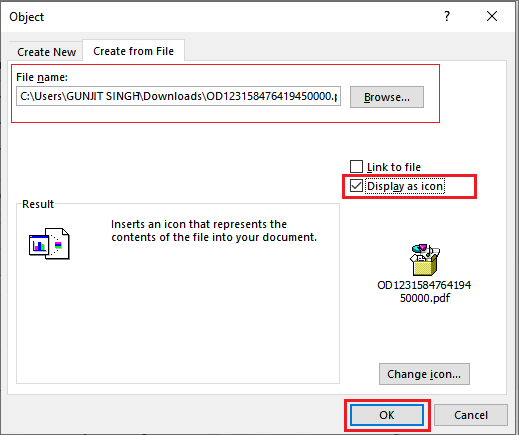 Object
Create New
Create from File
File name:
C:\Users\GUNJIT SINGH\Downloads\OD123158476419450000.p
Browse...
Link to file
Display as icon
Result
Inserts an icon that represents the
contents of the file into your document.
OD1231584764194
50000.pdf
Change icon...
OK
Cancel